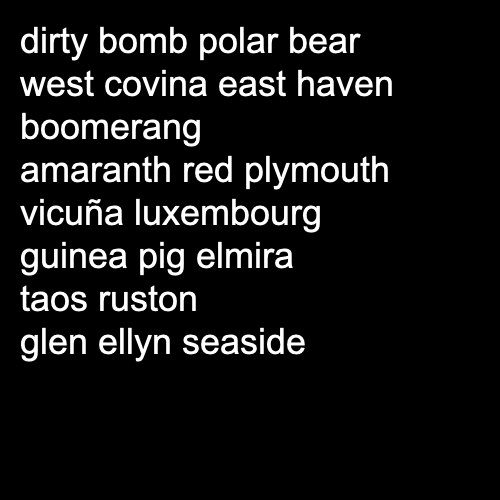 dirty bomb polar bear
west covina east haven
boomerang
amaranth red plymouth
vicuña luxembourg
guinea pig elmira
taos ruston
glen ellyn seaside